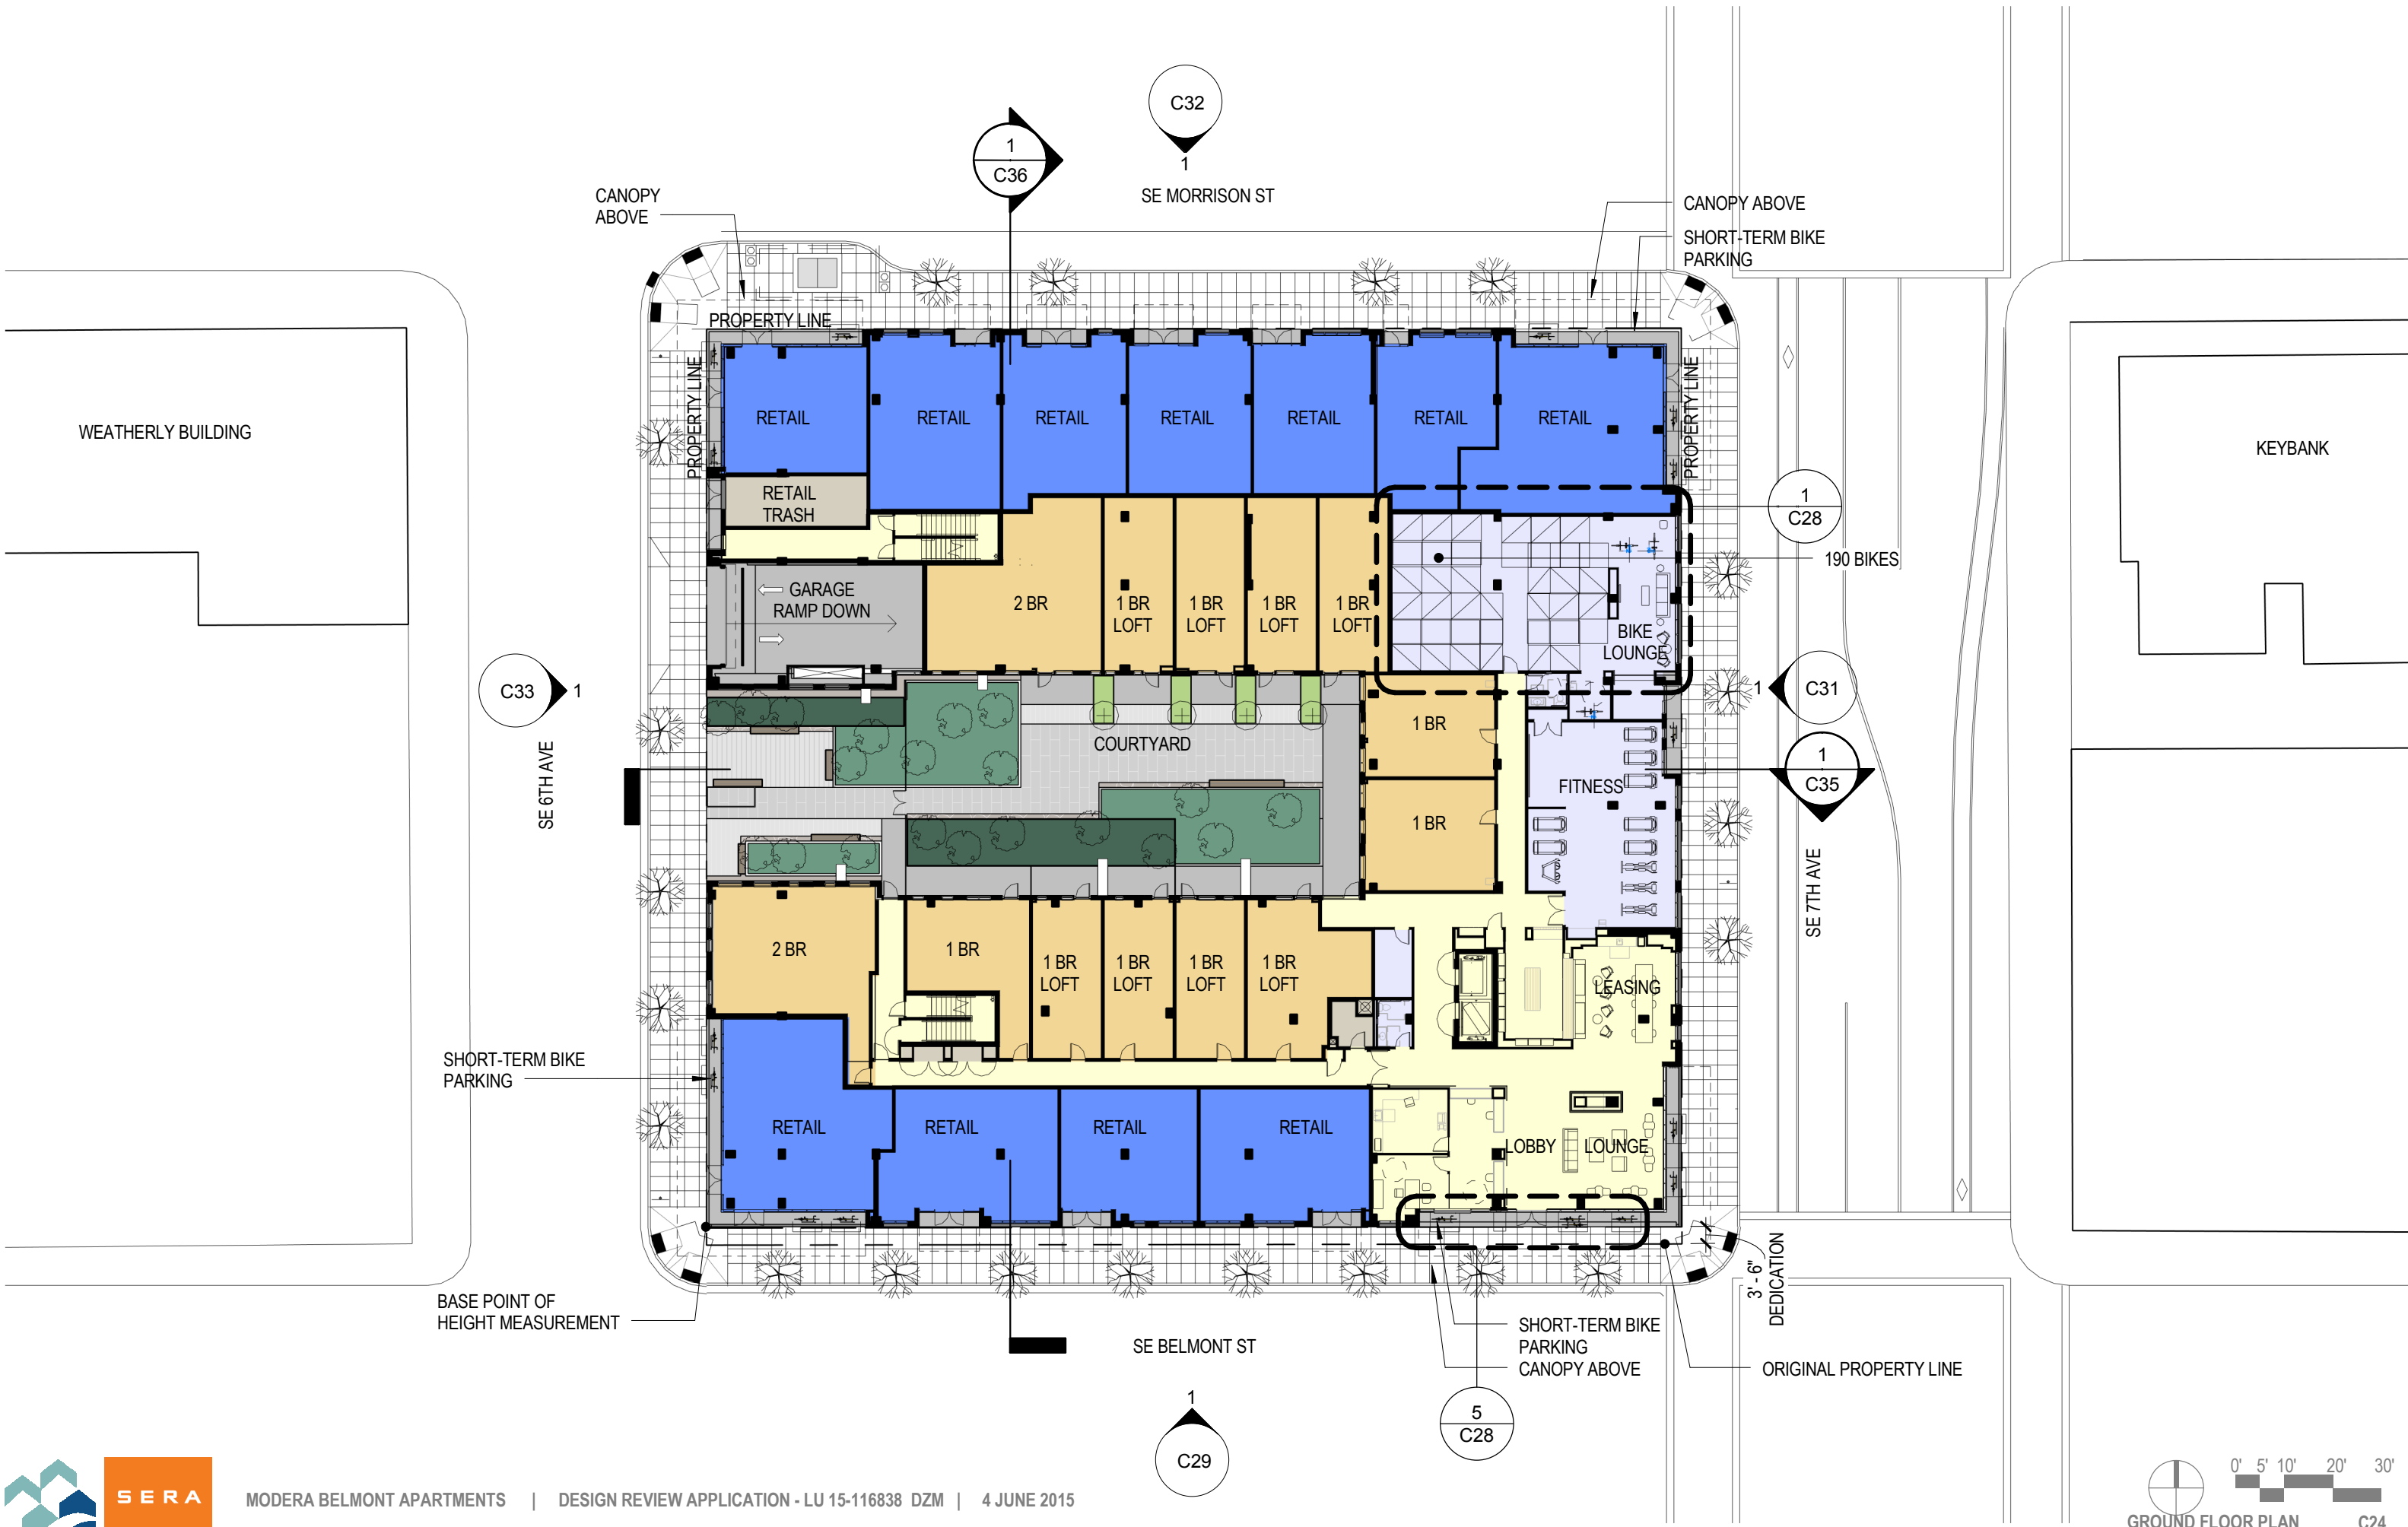 C32
1
1
C36
SE MORRISON ST
CANOPY
ABOVE
CANOPY ABOVE
SHORT-TERM BIKE
PARKING
PROPERTY LINE
PROPERTY LINE
PROPERTY LINE
WEATHERLY BUILDING
RETAIL
RETAIL
RETAIL
RETAIL
RETAIL
RETAIL
RETAIL
KEYBANK
RETAIL
TRASH
1
C28
190 BIKES
GARAGE
RAMP DOWN
2 BR
1 BR
LOFT
1 BR
LOFT
1 BR
LOFT
1 BR
LOFT
BIKE
LOUNGE
C33
1
1
C31
1 BR
COURTYARD
SE 6TH AVE
1
C35
FITNESS
1 BR
SE 7TH AVE
2 BR
1 BR
1 BR
LOFT
1 BR
LOFT
1 BR
LOFT
1 BR
LOFT
LEASING
SHORT-TERM BIKE
PARKING
RETAIL
RETAIL
RETAIL
RETAIL
LOBBY
LOUNGE
3' - 6"
DEDICATION
BASE POINT OF
HEIGHT MEASUREMENT
SE BELMONT ST
SHORT-TERM BIKE
PARKING
CANOPY ABOVE
ORIGINAL PROPERTY LINE
1
C29
5
C28
SERA
MODERA BELMONT APARTMENTS | DESIGN REVIEW APPLICATION - LU 15-116838 DZM | 4 JUNE 2015
0' 5' 10' 20' 30'
GROUND FLOOR PLAN C24